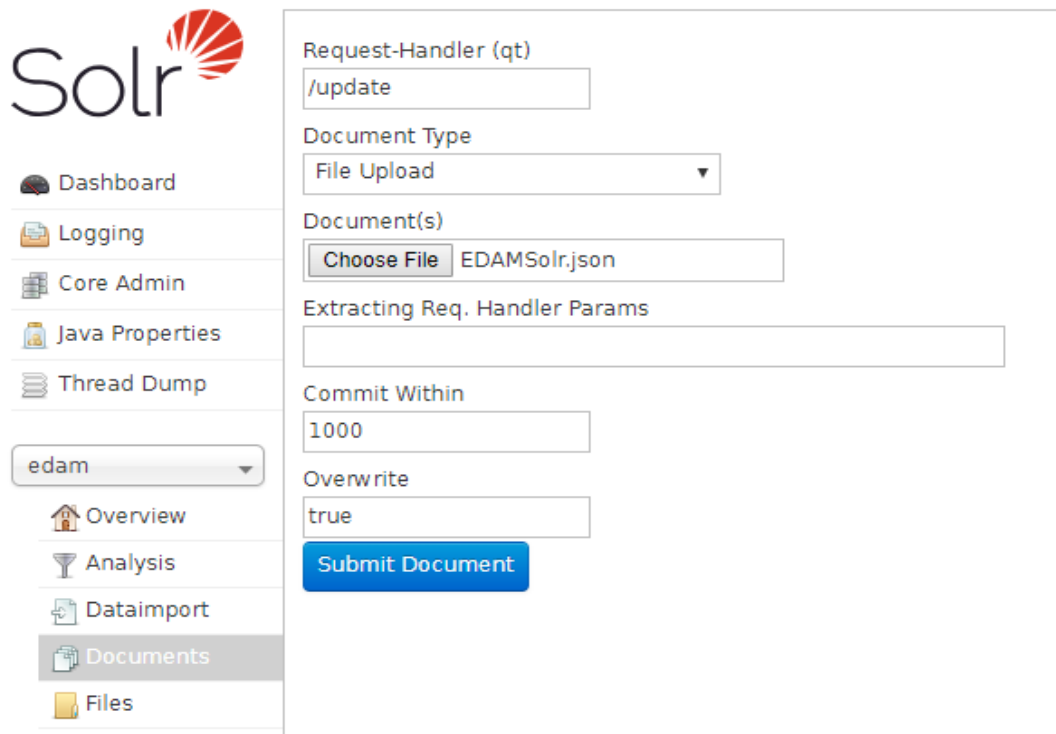 Solr
Dashboard
Logging
Core Admin
Java Properties
Thread Dump
edam
Overview
Analysis
Dataimport
Documents
Files
Request-Handler (qt)
/update
Document Type
File Upload
Document(s)
Choose File EDAMSolr.json
Extracting Req. Handler Params
Commit Within
1000
Overwrite
true
Submit Document